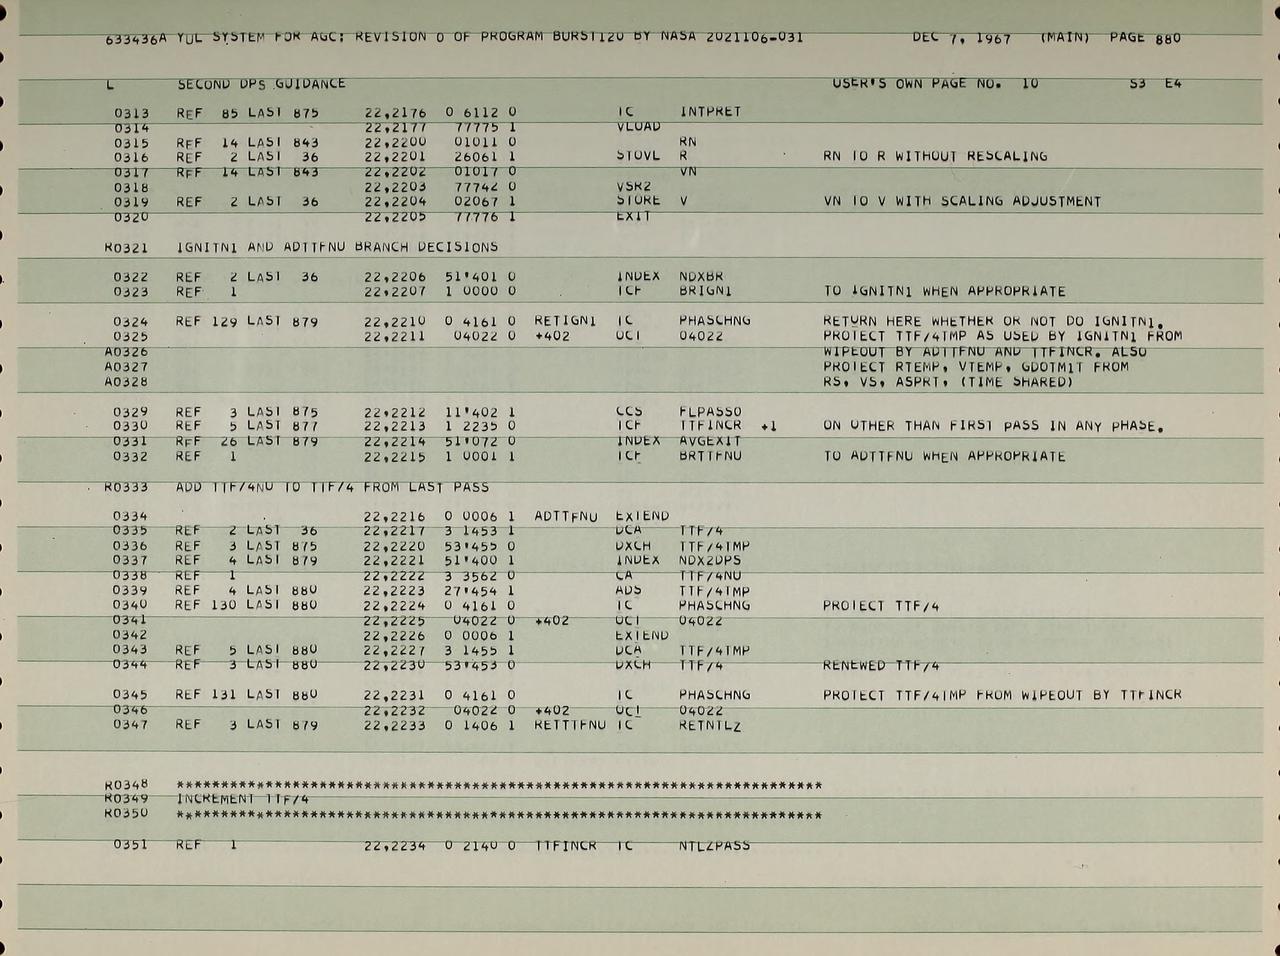 633436A YUL SYSTEM FOR AGC: REVISION 0 OF PROGRAM BURST120 BY NASA 2021106-031 DEC 7, 1967 (MAIN) PAGE 880
L SECOND DPS GUIDANCE USER'S OWN PAGE NO. 10 S3 E4
0313 REF 85 LAST 875 22,2176 0 6112 0 TC INTPRET
0314 22,2177 77775 1 VLOAD
0315 REF 14 LAST 843 22,2200 01011 0 RN
0316 REF 2 LAST 36 22,2201 26061 1 STOVL R RN TO R WITHOUT RESCALING
0317 REF 14 LAST 843 22,2202 01017 0 VN
0318 22,2203 77742 0 VSR2
0319 REF 2 LAST 36 22,2204 02067 1 STORE V VN TO V WITH SCALING ADJUSTMENT
0320 22,2205 77776 1 EXIT
R0321 IGNITN1 AND ADTTFNU BRANCH DECISIONS
0322 REF 2 LAST 36 22,2206 51'401 0 INDEX NDXBR
0323 REF 1 22,2207 1 0000 0 TCF BRIGN1 TO IGNITN1 WHEN APPROPRIATE
0324 REF 129 LAST 879 22,2210 0 4161 0 RETIGN1 TC PHASCHNG RETURN HERE WHETHER OR NOT DO IGNITN1.
0325 22,2211 04022 0 +402 OCT 04022 PROTECT TTF/4TMP AS USED BY IGNITN1 FROM
A0326 WIPEOUT BY ADTTFNU AND TTFINCR. ALSO
A0327 PROTECT RTEMP, VTEMP, GDOTM1T FROM
A0328 RS, VS, ASPRT, (TIME SHARED)
0329 REF 3 LAST 875 22,2212 11'402 1 CCS FLPASS0
0330 REF 5 LAST 877 22,2213 1 2235 0 TCF TTFINCR +1 ON OTHER THAN FIRST PASS IN ANY PHASE.
0331 REF 26 LAST 879 22,2214 51'072 0 INDEX AVGEXIT
0332 REF 1 22,2215 1 0001 1 TCF BRTTFNU TO ADTTFNU WHEN APPROPRIATE
R0333 ADD TTF/4NU TO TTF/4 FROM LAST PASS
0334 22,2216 0 0006 1 ADTTFNU EXTEND
0335 REF 2 LAST 36 22,2217 3 1453 1 DCA TTF/4
0336 REF 3 LAST 875 22,2220 53'455 0 DXCH TTF/4TMP
0337 REF 4 LAST 879 22,2221 51'400 1 INDEX NDX2DPS
0338 REF 1 22,2222 3 3562 0 CA TTF/4NU
0339 REF 4 LAST 880 22,2223 27'454 1 ADS TTF/4TMP
0340 REF 130 LAST 880 22,2224 0 4161 0 TC PHASCHNG PROTECT TTF/4
0341 22,2225 04022 0 +402 OCT 04022
0342 22,2226 0 0006 1 EXTEND
0343 REF 5 LAST 880 22,2227 3 1455 1 DCA TTF/4TMP
0344 REF 3 LAST 880 22,2230 53'453 0 DXCH TTF/4 RENEWED TTF/4
0345 REF 131 LAST 880 22,2231 0 4161 0 TC PHASCHNG PROTECT TTF/4TMP FROM WIPEOUT BY TTFINCR
0346 22,2232 04022 0 +402 OCT 04022
0347 REF 3 LAST 879 22,2233 0 1406 1 RETTTFNU TC RETNTLZ
R0348 *************************************************************************
R0349 INCREMENT TTF/4
R0350 *************************************************************************
0351 REF 1 22,2234 0 2140 0 TTFINCR TC NTLZPASS